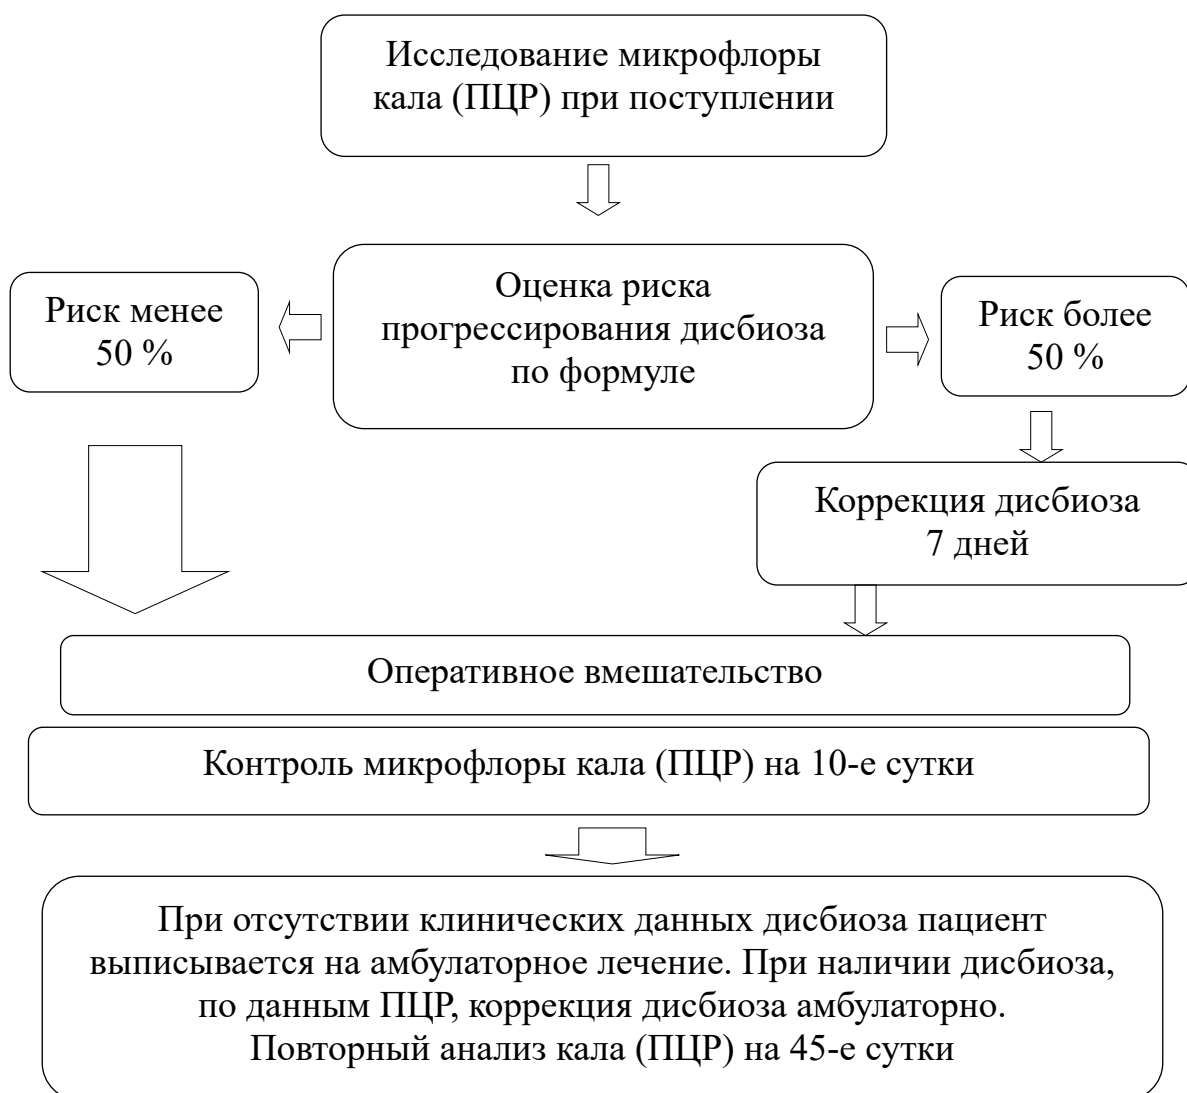 Исследование микрофлоры
кала (ПЦР) при поступлении
Оценка риска
прогрессирования дисбиоза
по формуле
Риск менее
50 %
Риск более
50 %
Коррекция дисбиоза
7 дней
Оперативное вмешательство
Контроль микрофлоры кала (ПЦР) на 10-е сутки
При отсутствии клинических данных дисбиоза пациент
выписывается на амбулаторное лечение. При наличии дисбиоза,
по данным ПЦР, коррекция дисбиоза амбулаторно.
Повторный анализ кала (ПЦР) на 45-е сутки